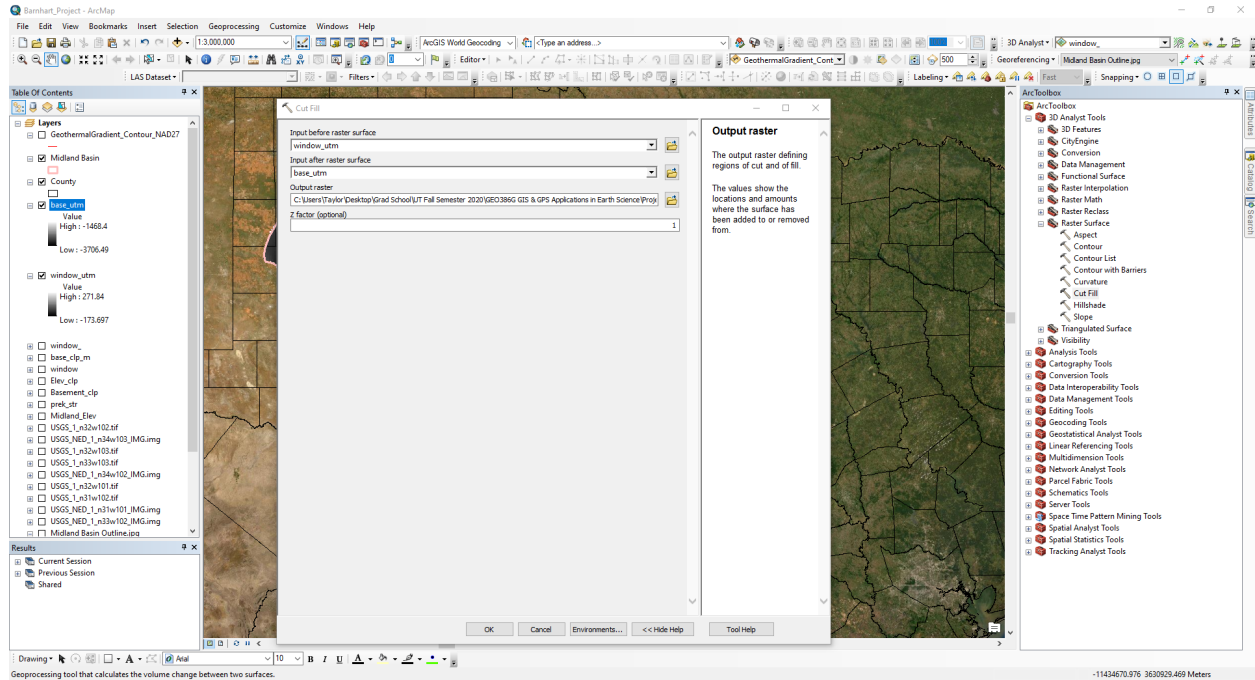 Barnhart_Project - ArcMap
File Edit View Bookmarks Insert Selection Geoprocessing Customize Windows Help
1:3,000,000
ArcGIS World Geocoding
<Type an address...>
3D Analyst
window_
GeothermalGradient_Cont
500
Georeferencing
Midland Basin Outline.jpg
0
Editor
LAS Dataset
Filters
Labeling
Fast
Snapping
Table Of Contents
Layers
GeothermalGradient_Contour_NAD27
Midland Basin
County
base_utm
Value
High : -1468.4
Low : -3706.49
window_utm
Value
High : 271.84
Low : -173.697
window_
base_clp_m
window
Elev_clp
Basement_clp
prek_str
Midland_Elev
USGS_1_n32w102.tif
USGS_NED_1_n34w103_IMG.img
USGS_1_n32w103.tif
USGS_1_n33w103.tif
USGS_NED_1_n34w102_IMG.img
USGS_1_n32w101.tif
USGS_1_n31w102.tif
USGS_NED_1_n31w101_IMG.img
USGS_NED_1_n33w102_IMG.img
Midland Basin Outline.jpg
Results
Current Session
Previous Session
Shared
Cut Fill
Input before raster surface
window_utm
Input after raster surface
base_utm
Output raster
C:\Users\Taylor\Desktop\Grad School\UT Fall Semester 2020\GEO386G GIS & GPS Applications in Earth Science\Proje
Z factor (optional)
1
OK Cancel Environments... << Hide Help Tool Help
Output raster
The output raster defining
regions of cut and of fill.
The values show the
locations and amounts
where the surface has
been added to or removed
from.
ArcToolbox
ArcToolbox
3D Analyst Tools
3D Features
CityEngine
Conversion
Data Management
Functional Surface
Raster Interpolation
Raster Math
Raster Reclass
Raster Surface
Aspect
Contour
Contour List
Contour with Barriers
Curvature
Cut Fill
Hillshade
Slope
Triangulated Surface
Visibility
Analysis Tools
Cartography Tools
Conversion Tools
Data Interoperability Tools
Data Management Tools
Editing Tools
Geocoding Tools
Geostatistical Analyst Tools
Linear Referencing Tools
Multidimension Tools
Network Analyst Tools
Parcel Fabric Tools
Schematics Tools
Server Tools
Space Time Pattern Mining Tools
Spatial Analyst Tools
Spatial Statistics Tools
Tracking Analyst Tools
Attributes
Catalog
Search
Drawing
A
Arial
10
B I U A
Geoprocessing tool that calculates the volume change between two surfaces.
-11434670.976 3630929.469 Meters